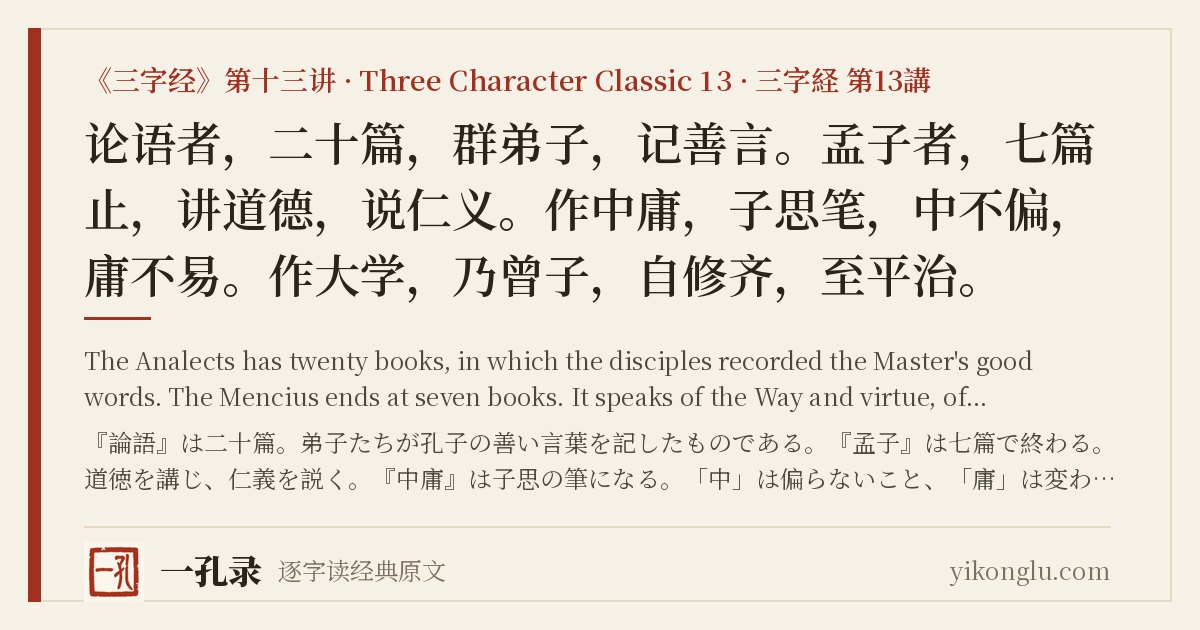 《三字经》第十三讲 · Three Character Classic 13 · 三字経 第13講
论语者，二十篇，群弟子，记善言。孟子者，七篇
止，讲道德，说仁义。作中庸，子思笔，中不偏，
庸不易。作大学，乃曾子，自修齐，至平治。
The Analects has twenty books, in which the disciples recorded the Master's good
words. The Mencius ends at seven books. It speaks of the Way and virtue, of...
『論語』は二十篇。弟子たちが孔子の善い言葉を記したものである。『孟子』は七篇で終わる。
道徳を講じ、仁義を説く。『中庸』は子思の筆になる。「中」は偏らないこと、「庸」は変わ…
一孔
一孔录 逐字读经典原文
yikonglu.com